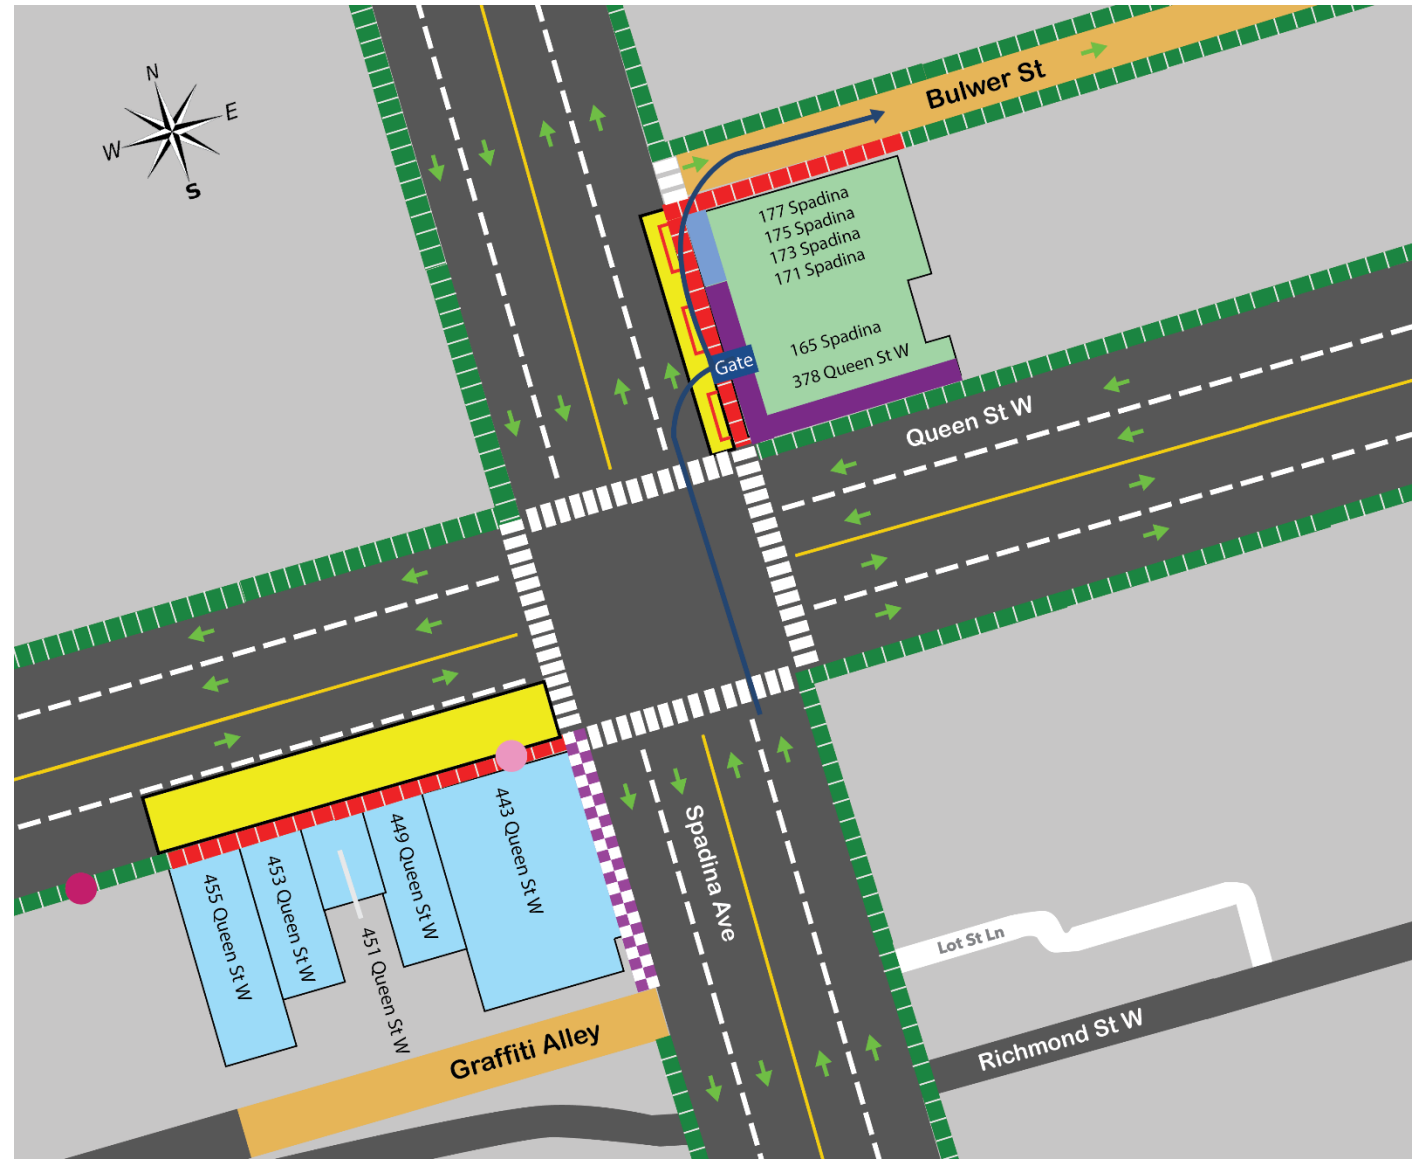 N
E
W
S
Bulwer St
177 Spadina
175 Spadina
173 Spadina
171 Spadina
165 Spadina
378 Queen St W
Gate
Queen St W
443 Queen St W
449 Queen St W
451 Queen St W
453 Queen St W
455 Queen St W
Spadina Ave
Lot St Ln
Richmond St W
Graffiti Alley